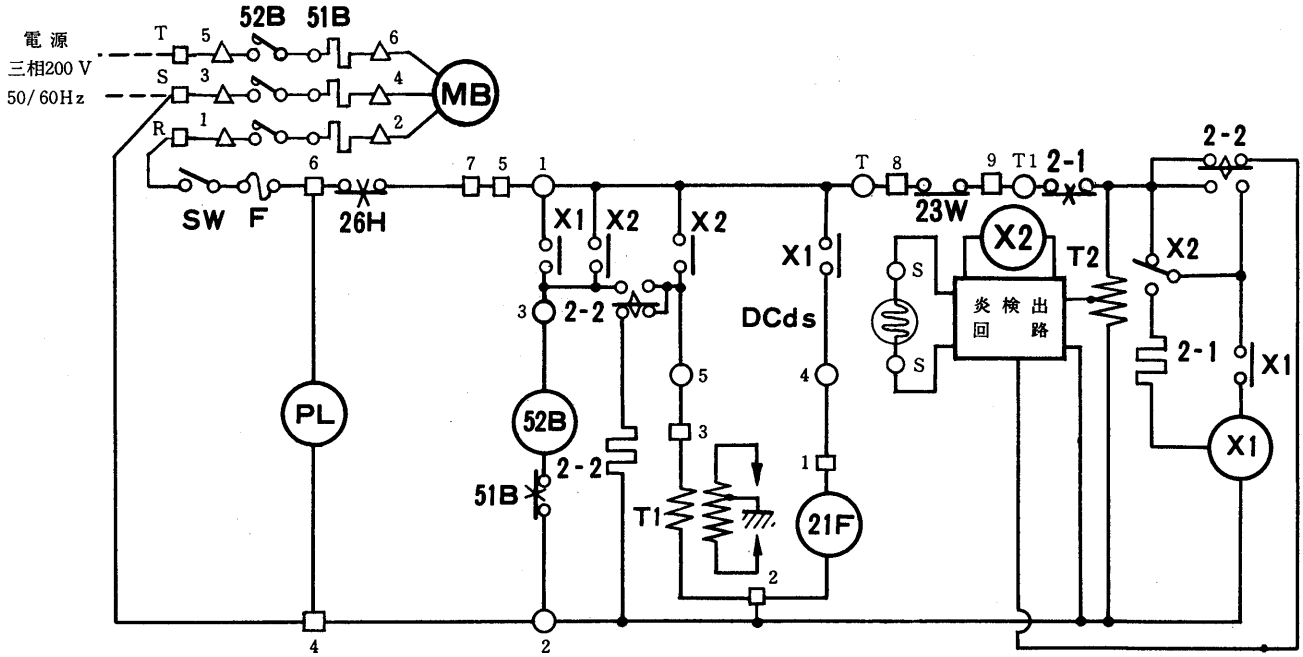 52B 51B
電源
三相200V
50/60Hz
T 5 6
S 3 4
R 1 2
MB
2-2
6 7 5 1 T 8 9 T1 2-1
SW F 26H 23W
X1 X2 X2 X1 X2 T2 X2
S
DCds
炎検出
回路
3 2-2
S
2-1 X1
5 4
PL 52B X1
3 1
2-2
51B T1 21F
2
4 2